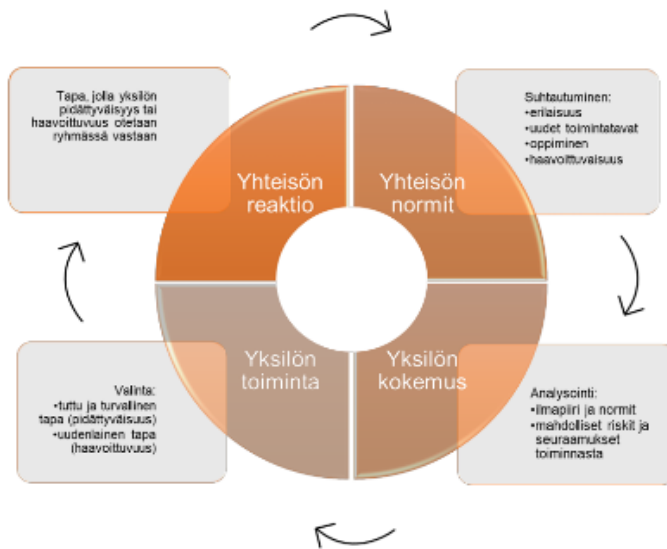 Tapa, jolla yksilön
pidättyväisyys tai
haavoittuvuus otetaan
ryhmässä vastaan
Suhtautuminen:
•erilaisuus
•uudet toimintatavat
•oppiminen
•haavoittuvaisuus
Yhteisön
reaktio
Yhteisön
normit
Yksilön
toiminta
Yksilön
kokemus
Valinta:
•tuttu ja turvallinen
tapa (pidättyväisuus)
•uudenlainen tapa
(haavoittuvuus)
Analysointi:
•ilmapiiri ja normit
•mahdolliset riskit ja
seuraamukset
toiminnasta